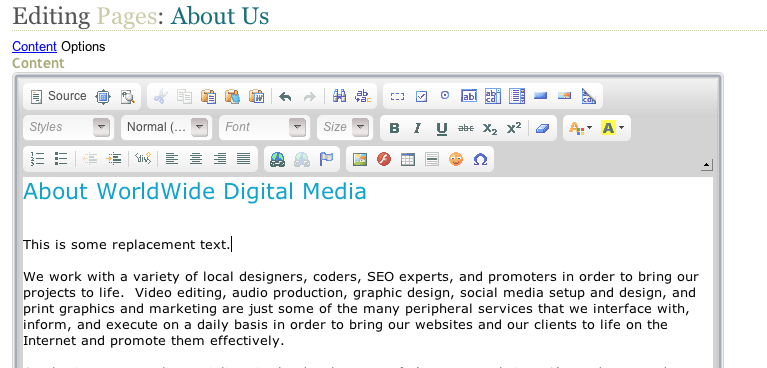 Editing Pages: About Us
Content Options
Content
Source
Styles Normal (... Font Size B I U abc X₂ X² A A
About WorldWide Digital Media
This is some replacement text.
We work with a variety of local designers, coders, SEO experts, and promoters in order to bring our
projects to life.  Video editing, audio production, graphic design, social media setup and design, and
print graphics and marketing are just some of the many peripheral services that we interface with,
inform, and execute on a daily basis in order to bring our websites and our clients to life on the
Internet and promote them effectively.